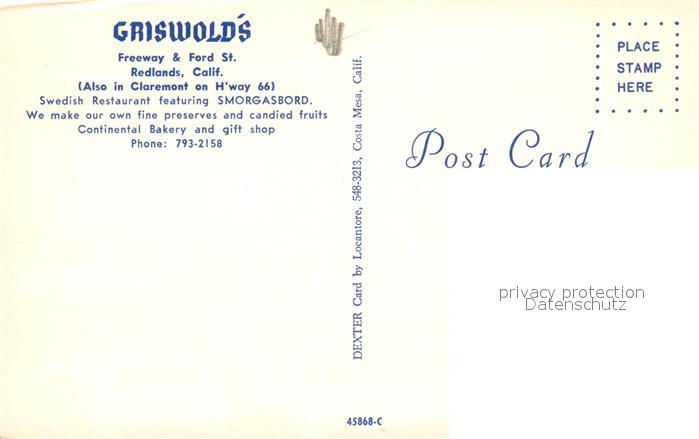 GRISWOLD'S
Freeway & Ford St.
Redlands, Calif.
(Also in Claremont on H'way 66)
Swedish Restaurant featuring SMORGASBORD.
We make our own fine preserves and candied fruits
Continental Bakery and gift shop
Phone: 793-2158
DEXTER Card by Locantore, 548-3213, Costa Mesa, Calif.
45868-C
PLACE
STAMP
HERE
Post Card
privacy protection
Datenschutz